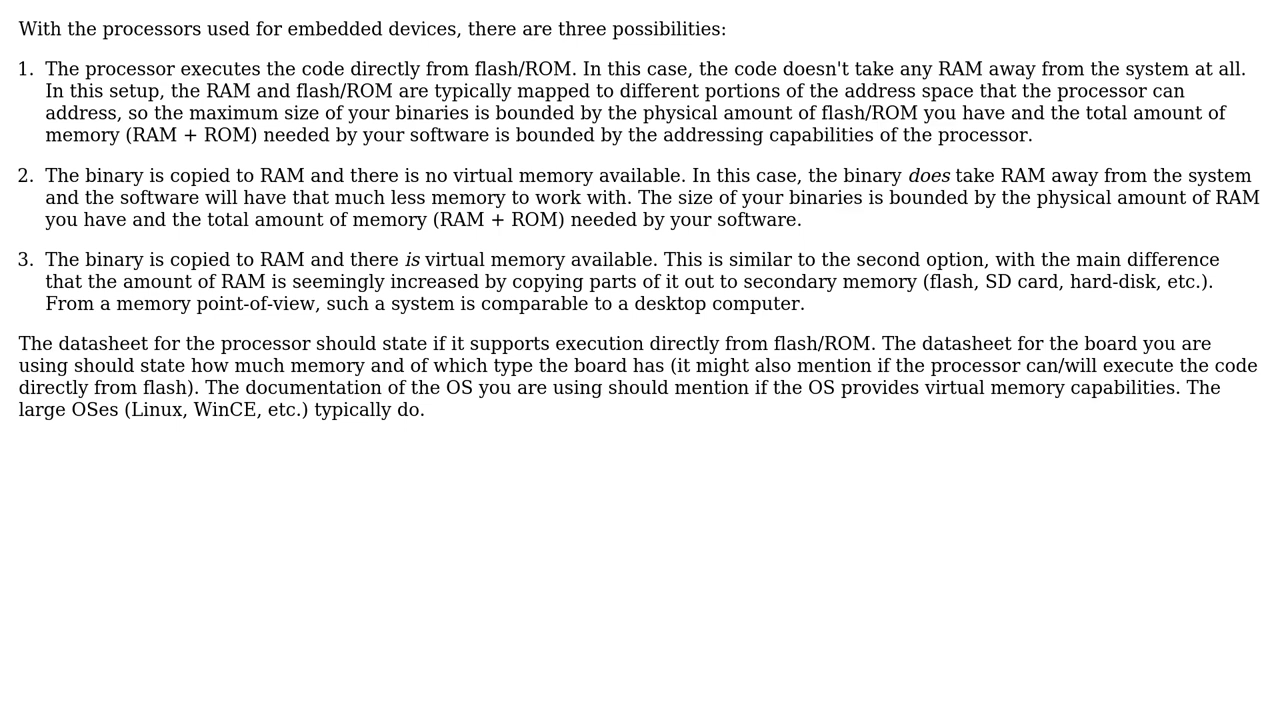 With the processors used for embedded devices, there are three possibilities:
1. The processor executes the code directly from flash/ROM. In this case, the code doesn't take any RAM away from the system at all.
In this setup, the RAM and flash/ROM are typically mapped to different portions of the address space that the processor can
address, so the maximum size of your binaries is bounded by the physical amount of flash/ROM you have and the total amount of
memory (RAM + ROM) needed by your software is bounded by the addressing capabilities of the processor.
2. The binary is copied to RAM and there is no virtual memory available. In this case, the binary does take RAM away from the system
and the software will have that much less memory to work with. The size of your binaries is bounded by the physical amount of RAM
you have and the total amount of memory (RAM + ROM) needed by your software.
3. The binary is copied to RAM and there is virtual memory available. This is similar to the second option, with the main difference
that the amount of RAM is seemingly increased by copying parts of it out to secondary memory (flash, SD card, hard-disk, etc.).
From a memory point-of-view, such a system is comparable to a desktop computer.
The datasheet for the processor should state if it supports execution directly from flash/ROM. The datasheet for the board you are
using should state how much memory and of which type the board has (it might also mention if the processor can/will execute the code
directly from flash). The documentation of the OS you are using should mention if the OS provides virtual memory capabilities. The
large OSes (Linux, WinCE, etc.) typically do.